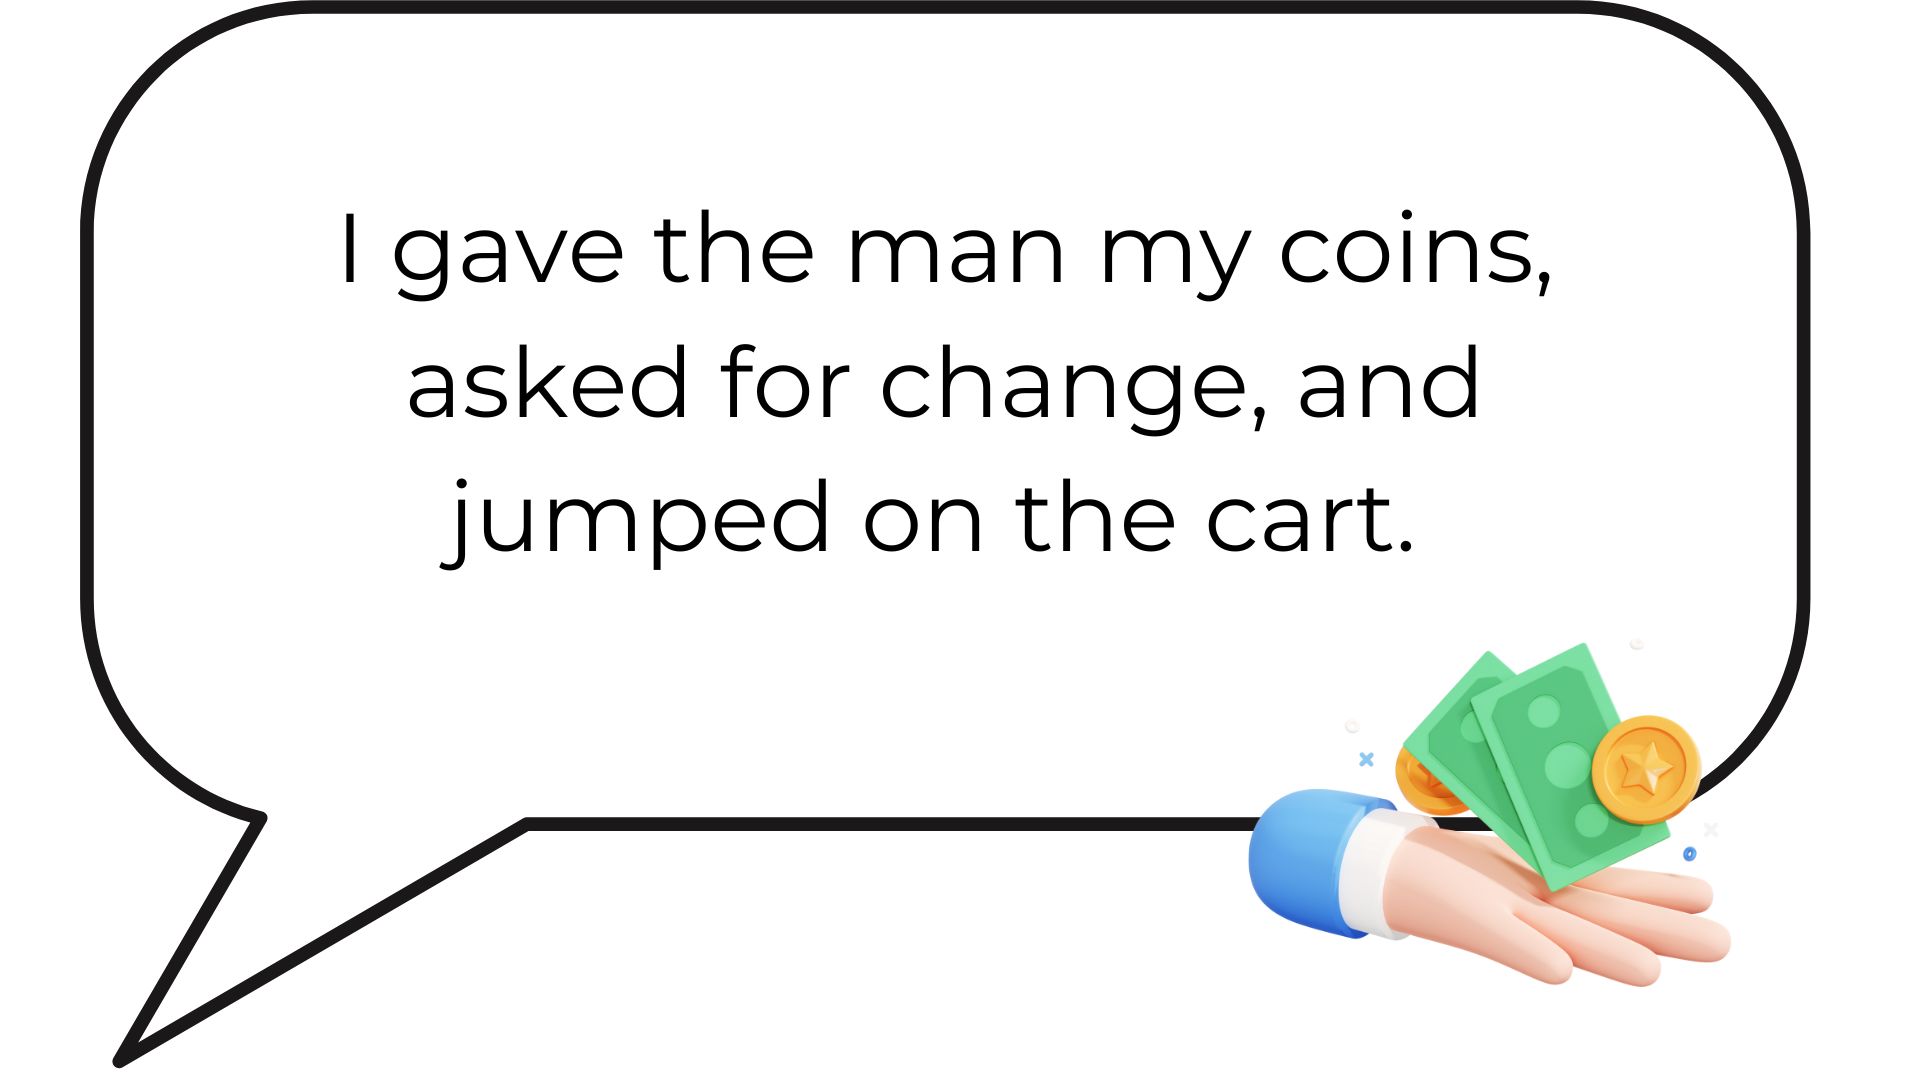 I gave the man my coins,
asked for change, and
jumped on the cart.